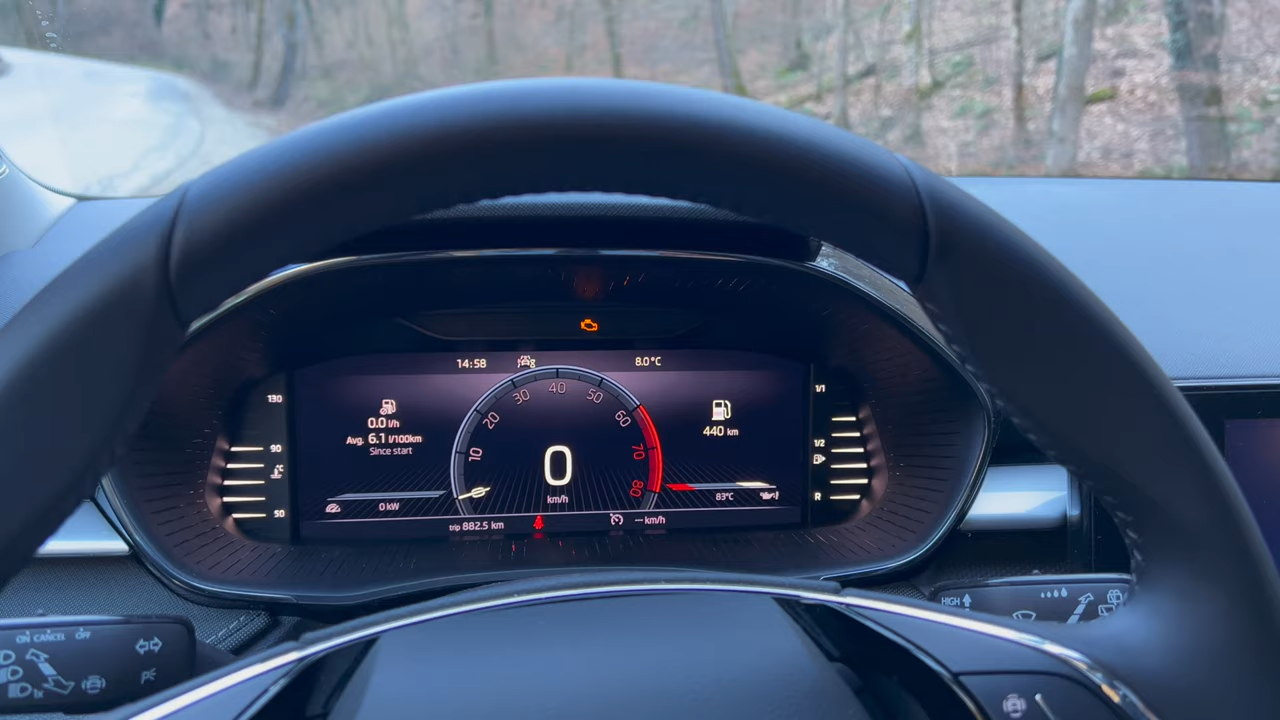 14:58
8.0°C
130
90
°C
50
0.0 l/h
Avg. 6.1 l/100km
Since start
0 kW
10
20
30
40
50
60
70
80
0
km/h
440 km
83°C
trip 882.5 km
--- km/h
1/1
1/2
R
ON CANCEL OFF
HIGH